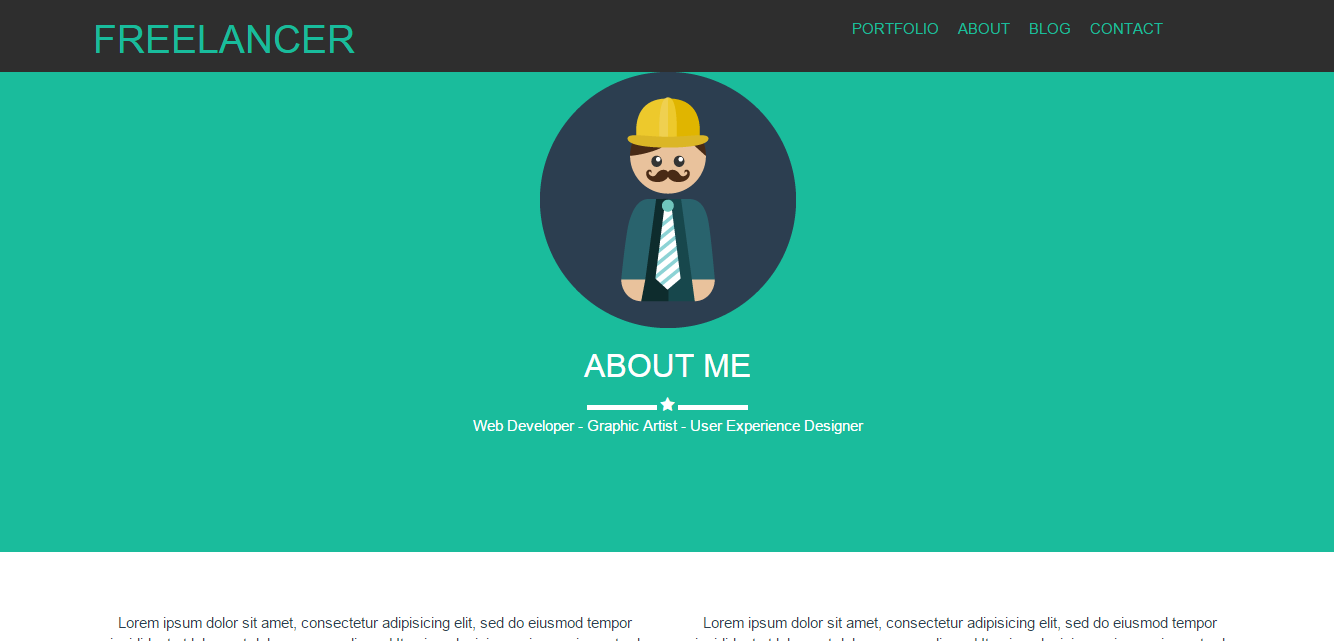 FREELANCER
PORTFOLIO ABOUT BLOG CONTACT
ABOUT ME
Web Developer - Graphic Artist - User Experience Designer
Lorem ipsum dolor sit amet, consectetur adipisicing elit, sed do eiusmod tempor
Lorem ipsum dolor sit amet, consectetur adipisicing elit, sed do eiusmod tempor